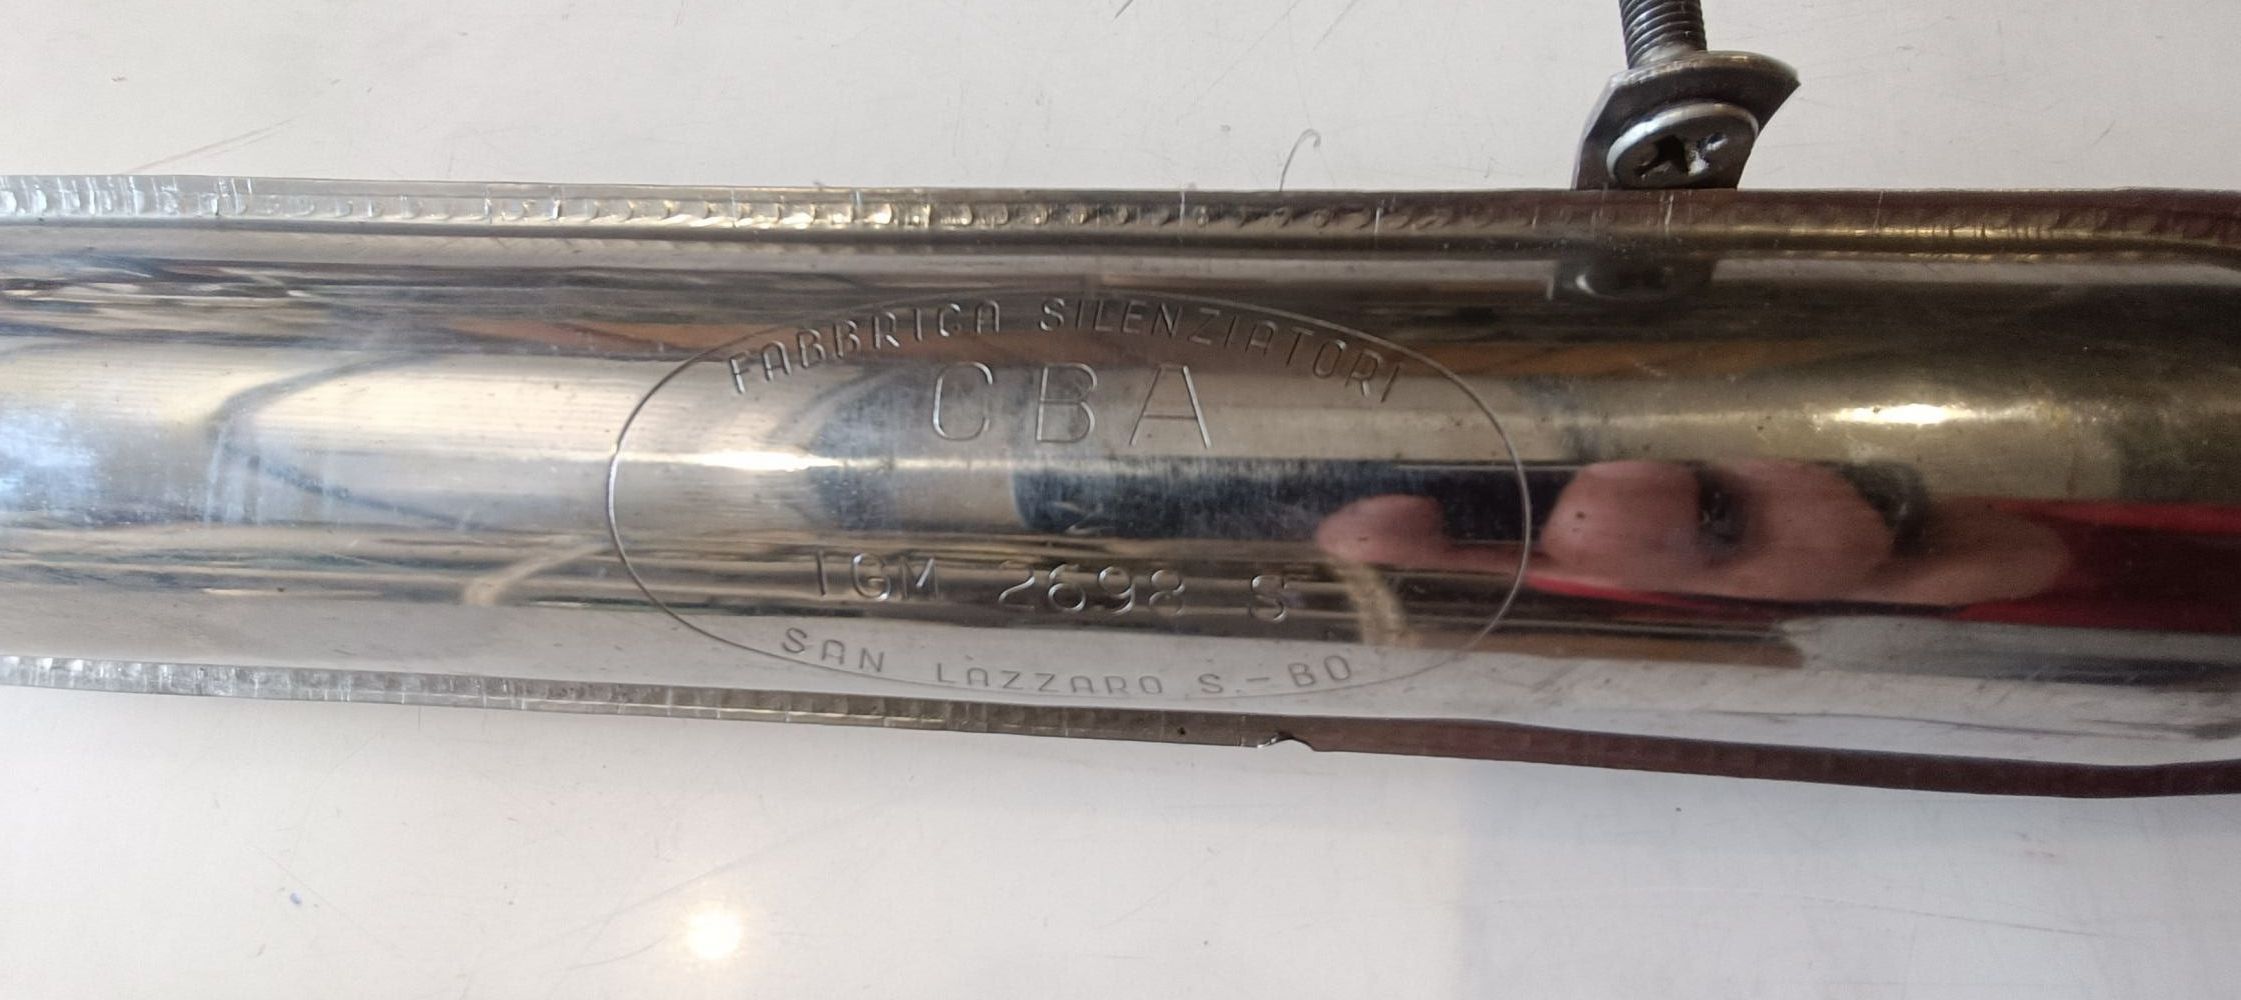 FABBRICA SILENZIATORI
CBA
IGM 2698 S
SAN LAZZARO S.-BO